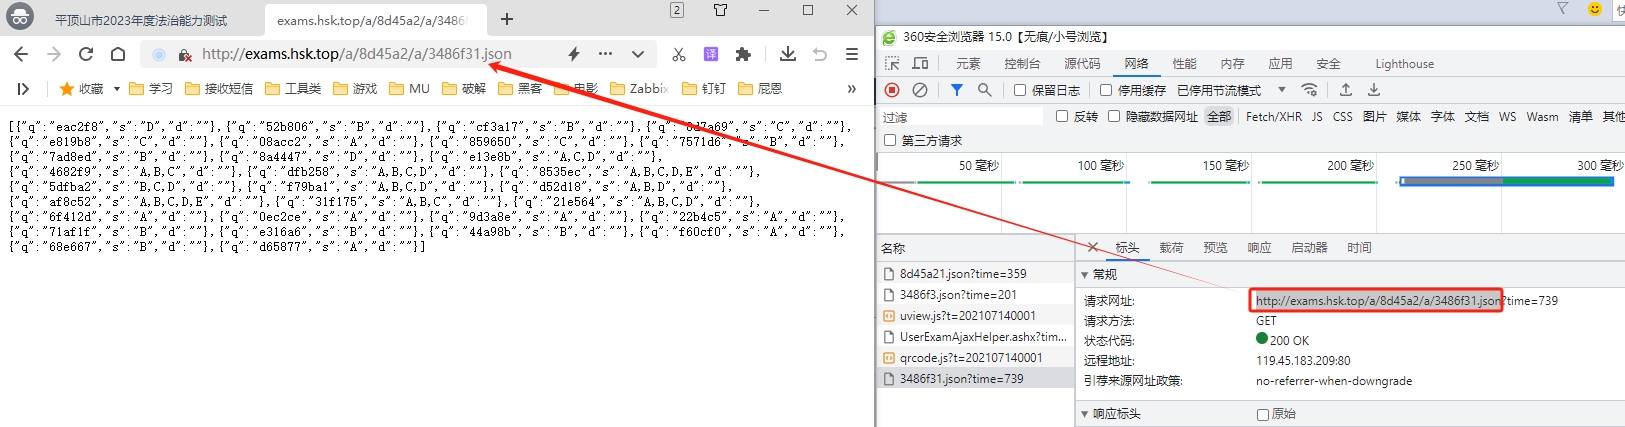 平顶山市2023年度法治能力测试
exams.hsk.top/a/8d45a2/a/3486f
2
http://exams.hsk.top/a/8d45a2/a/3486f31.json
收藏 学习 接收短信 工具类 游戏 MU 破解 黑客 电影 Zabbix 钉钉 屁恩
[{"q":"eac2f8","s":"D","d":""},{"q":"52b806","s":"B","d":""},{"q":"cf3a17","s":"B","d":""},{"q":"8d7a69","s":"C","d":""},
{"q":"e819b8","s":"C","d":""},{"q":"08acc2","s":"A","d":""},{"q":"859650","s":"C","d":""},{"q":"7571d6","s":"B","d":""},
{"q":"7ad8ed","s":"B","d":""},{"q":"8a4447","s":"D","d":""},{"q":"e13e8b","s":"A,C,D","d":""},
{"q":"4682f9","s":"A,B,C","d":""},{"q":"dfb258","s":"A,B,C,D","d":""},{"q":"8535ec","s":"A,B,C,D,E","d":""},
{"q":"5dfba2","s":"B,C,D","d":""},{"q":"f79ba1","s":"A,B,C,D","d":""},{"q":"d52d18","s":"A,B,D","d":""},
{"q":"af8c52","s":"A,B,C,D,E","d":""},{"q":"31f175","s":"A,B,C","d":""},{"q":"21e564","s":"A,B,C,D","d":""},
{"q":"6f412d","s":"A","d":""},{"q":"0ec2ce","s":"A","d":""},{"q":"9d3a8e","s":"A","d":""},{"q":"22b4c5","s":"A","d":""},
{"q":"71af1f","s":"B","d":""},{"q":"e316a6","s":"B","d":""},{"q":"44a98b","s":"B","d":""},{"q":"f60cf0","s":"A","d":""},
{"q":"68e667","s":"B","d":""},{"q":"d65877","s":"A","d":""}]
360安全浏览器 15.0【无痕/小号浏览】
元素 控制台 源代码 网络 性能 内存 应用 安全 Lighthouse
保留日志 停用缓存 已停用节流模式
过滤 反转 隐藏数据网址 全部 Fetch/XHR JS CSS 图片 媒体 字体 文档 WS Wasm 清单 其他
第三方请求
50 毫秒 100 毫秒 150 毫秒 200 毫秒 250 毫秒 300 毫秒
名称
8d45a21.json?time=359
3486f3.json?time=201
uview.js?t=202107140001
UserExamAjaxHelper.ashx?tim...
qrcode.js?t=202107140001
3486f31.json?time=739
标头 载荷 预览 响应 启动器 时间
常规
请求网址: http://exams.hsk.top/a/8d45a2/a/3486f31.json?time=739
请求方法: GET
状态代码: 200 OK
远程地址: 119.45.183.209:80
引荐来源网址政策: no-referrer-when-downgrade
响应标头 原始